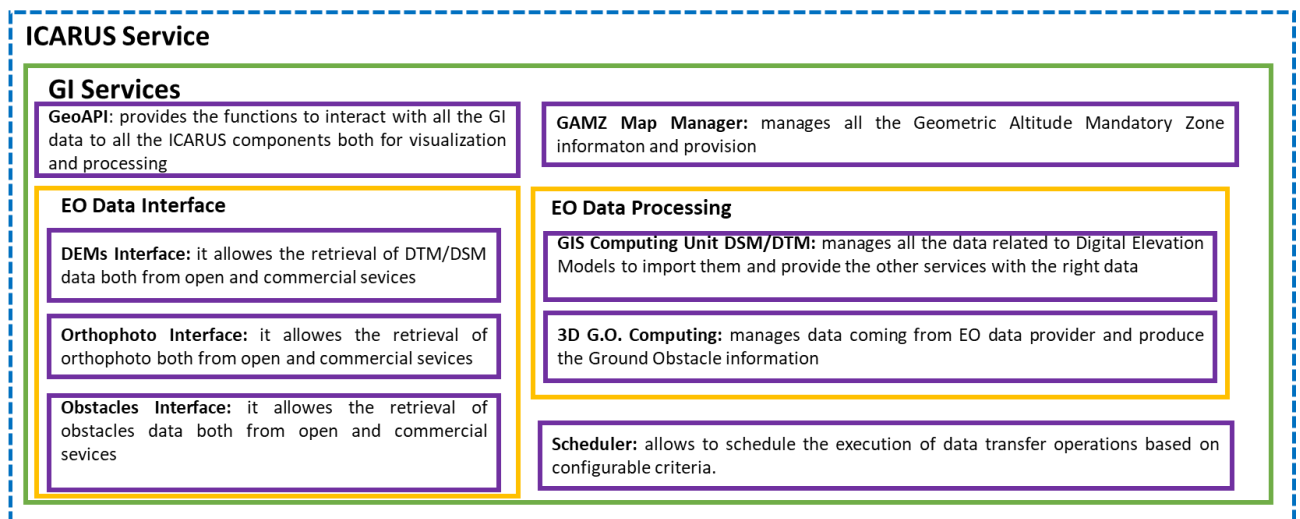 ICARUS Service
GI Services
GeoAPI: provides the functions to interact with all the GI
data to all the ICARUS components both for visualization
and processing
GAMZ Map Manager: manages all the Geometric Altitude Mandatory Zone
informaton and provision
EO Data Interface
DEMs Interface: it allowes the retrieval of DTM/DSM
data both from open and commercial sevices
Orthophoto Interface: it allowes the retrieval of
orthophoto both from open and commercial sevices
Obstacles Interface: it allowes the retrieval of
obstacles data both from open and commercial
sevices
EO Data Processing
GIS Computing Unit DSM/DTM: manages all the data related to Digital Elevation
Models to import them and provide the other services with the right data
3D G.O. Computing: manages data coming from EO data provider and produce
the Ground Obstacle information
Scheduler: allows to schedule the execution of data transfer operations based on
configurable criteria.